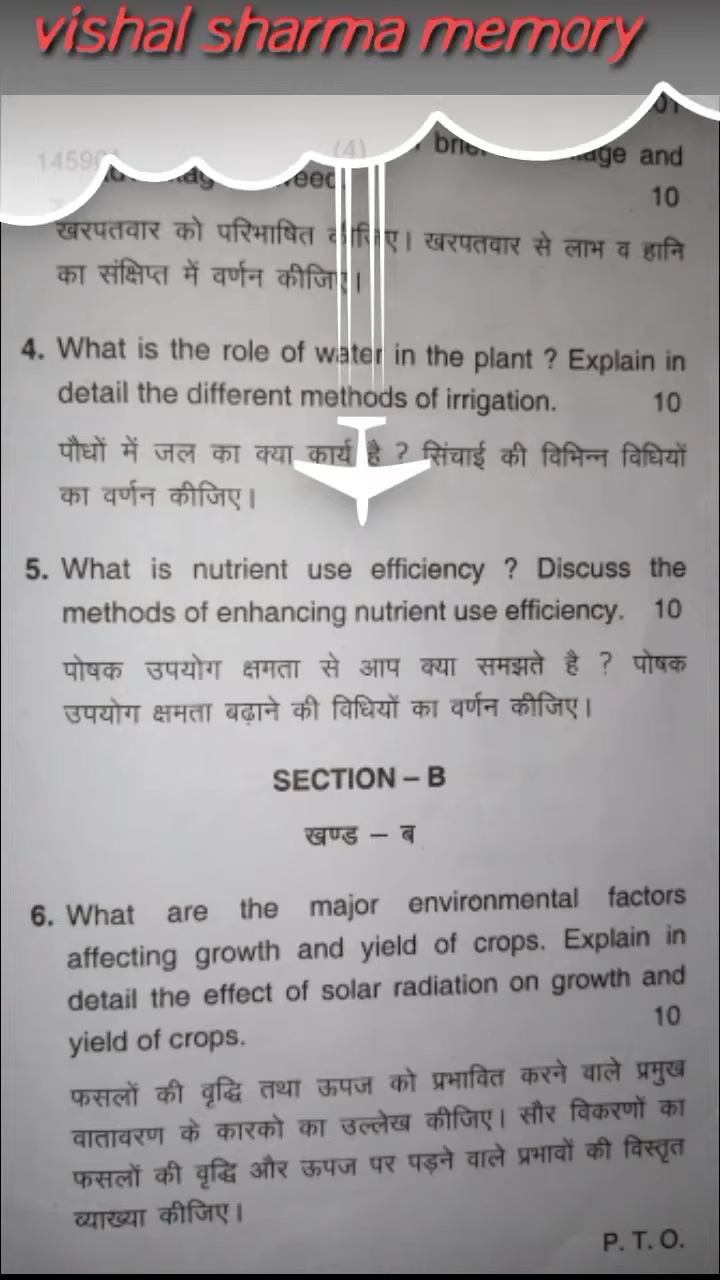 vishal sharma memory
(4)
age and
10
खरपतवार को परिभाषित कीजिए। खरपतवार से लाभ व हानि
का संक्षिप्त में वर्णन कीजिए।
4. What is the role of water in the plant ? Explain in
detail the different methods of irrigation. 10
पौधों में जल का क्या कार्य है ? सिंचाई की विभिन्न विधियों
का वर्णन कीजिए।
5. What is nutrient use efficiency ? Discuss the
methods of enhancing nutrient use efficiency. 10
पोषक उपयोग क्षमता से आप क्या समझते है ? पोषक
उपयोग क्षमता बढ़ाने की विधियों का वर्णन कीजिए।
SECTION – B
खण्ड – ब
6. What are the major environmental factors
affecting growth and yield of crops. Explain in
detail the effect of solar radiation on growth and
yield of crops. 10
फसलों की वृद्धि तथा ऊपज को प्रभावित करने वाले प्रमुख
वातावरण के कारको का उल्लेख कीजिए। सौर विकरणों का
फसलों की वृद्धि और ऊपज पर पड़ने वाले प्रभावों की विस्तृत
व्याख्या कीजिए।
P. T. O.